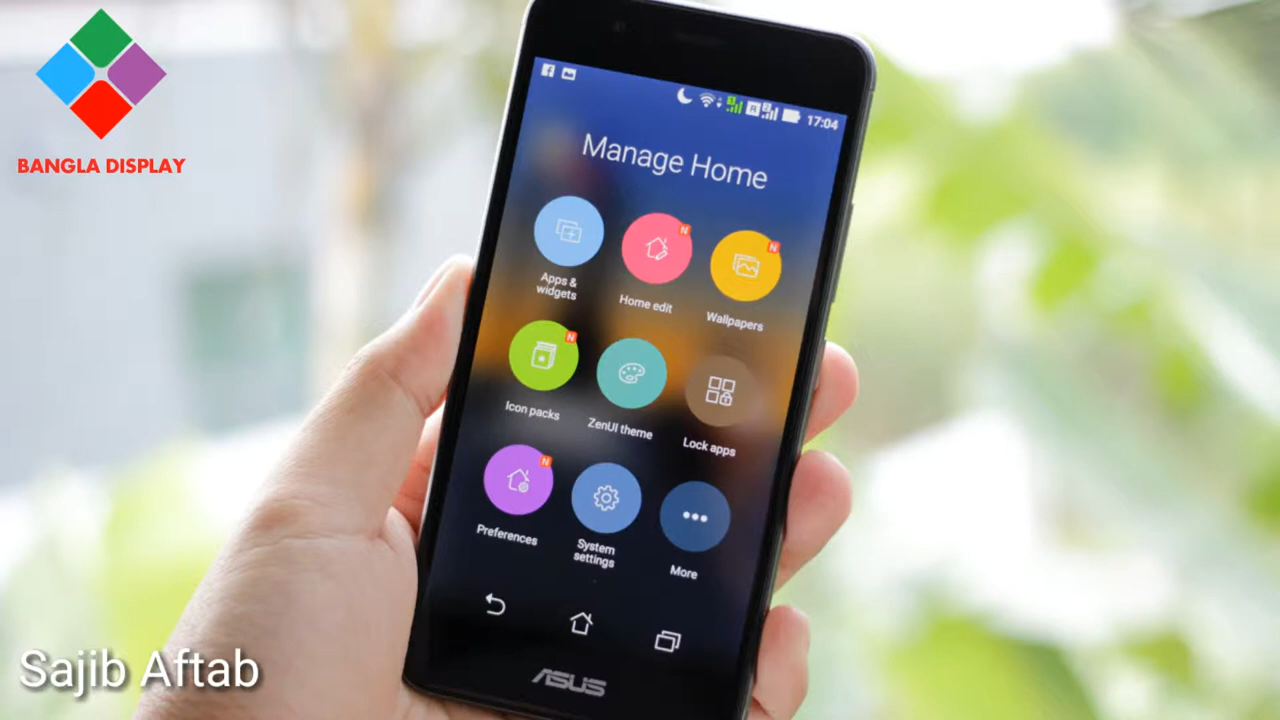 BANGLA DISPLAY
17:04
Manage Home
Apps &
widgets
Home edit
Wallpapers
Icon packs
ZenUI theme
Lock apps
Preferences
System
settings
More
ASUS
Sajib Aftab